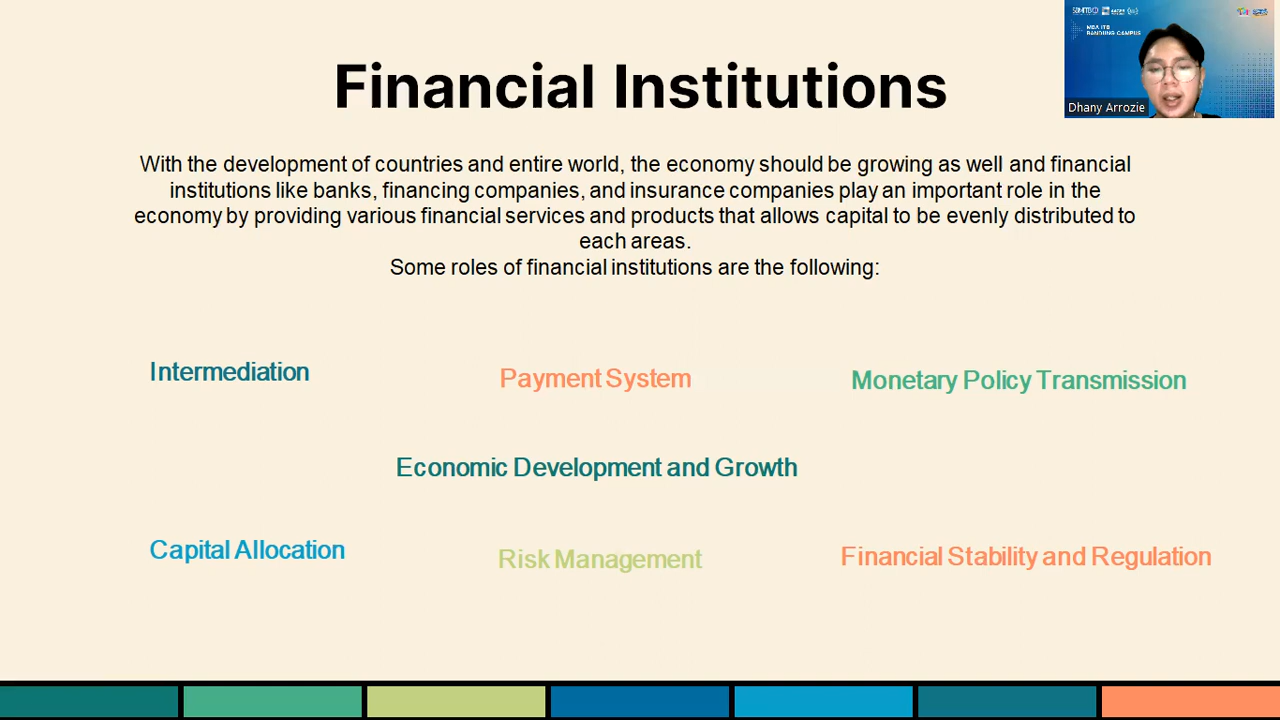 Financial Institutions
MBA ITB
BANDUNG CAMPUS
Dhany Arrozie
With the development of countries and entire world, the economy should be growing as well and financial
institutions like banks, financing companies, and insurance companies play an important role in the
economy by providing various financial services and products that allows capital to be evenly distributed to
each areas.
Some roles of financial institutions are the following:
Intermediation
Payment System
Monetary Policy Transmission
Economic Development and Growth
Capital Allocation
Risk Management
Financial Stability and Regulation